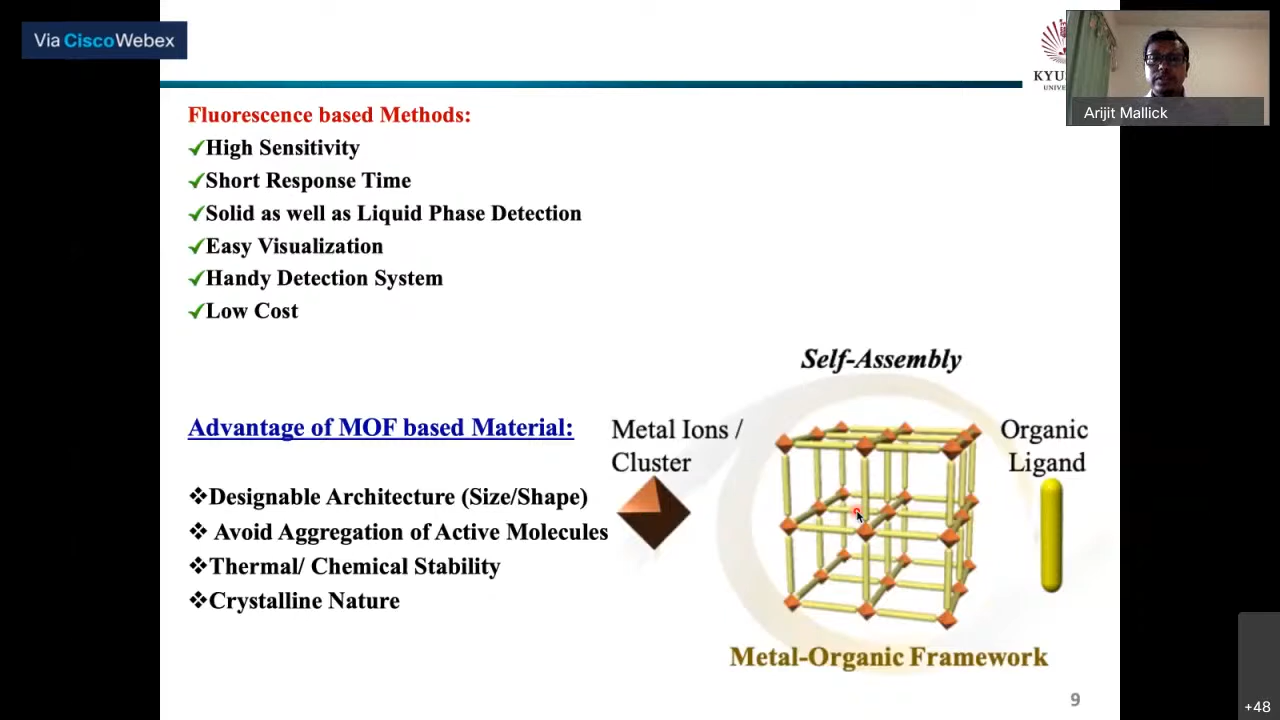 Via CiscoWebex
Arijit Mallick
Fluorescence based Methods:
✓High Sensitivity
✓Short Response Time
✓Solid as well as Liquid Phase Detection
✓Easy Visualization
✓Handy Detection System
✓Low Cost
Self-Assembly
Advantage of MOF based Material:
Metal Ions /
Cluster
Organic
Ligand
❖Designable Architecture (Size/Shape)
❖ Avoid Aggregation of Active Molecules
❖Thermal/ Chemical Stability
❖Crystalline Nature
Metal-Organic Framework
9
+48